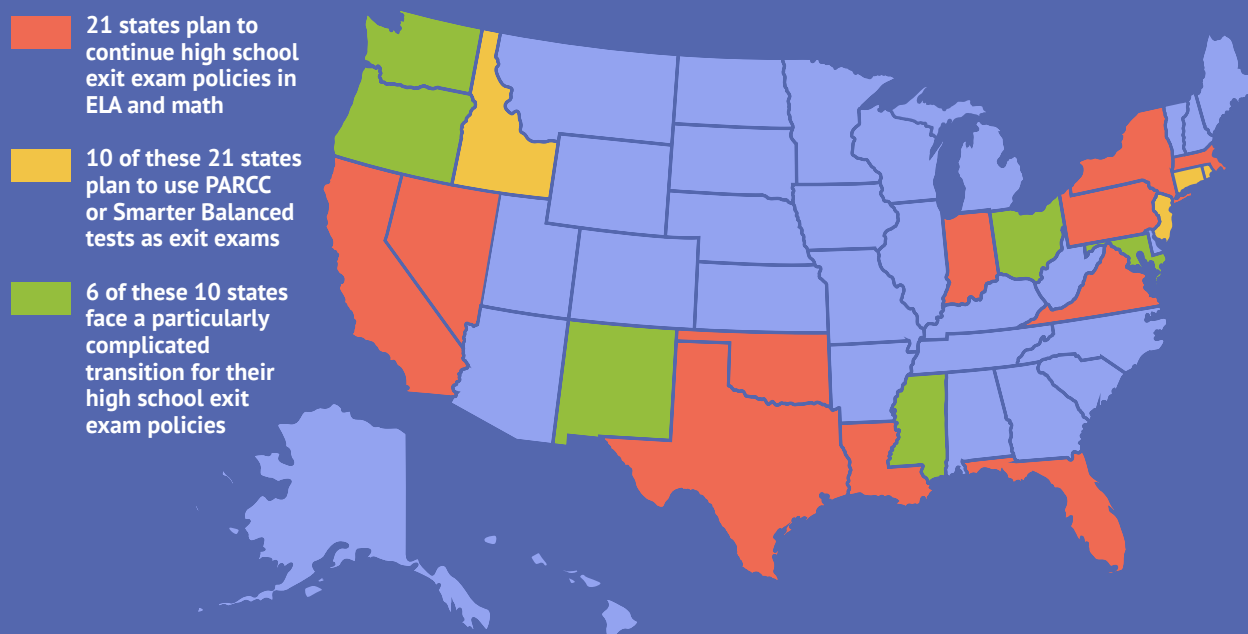 21 states plan to
continue high school
exit exam policies in
ELA and math
10 of these 21 states
plan to use PARCC
or Smarter Balanced
tests as exit exams
6 of these 10 states
face a particularly
complicated
transition for their
high school exit
exam policies